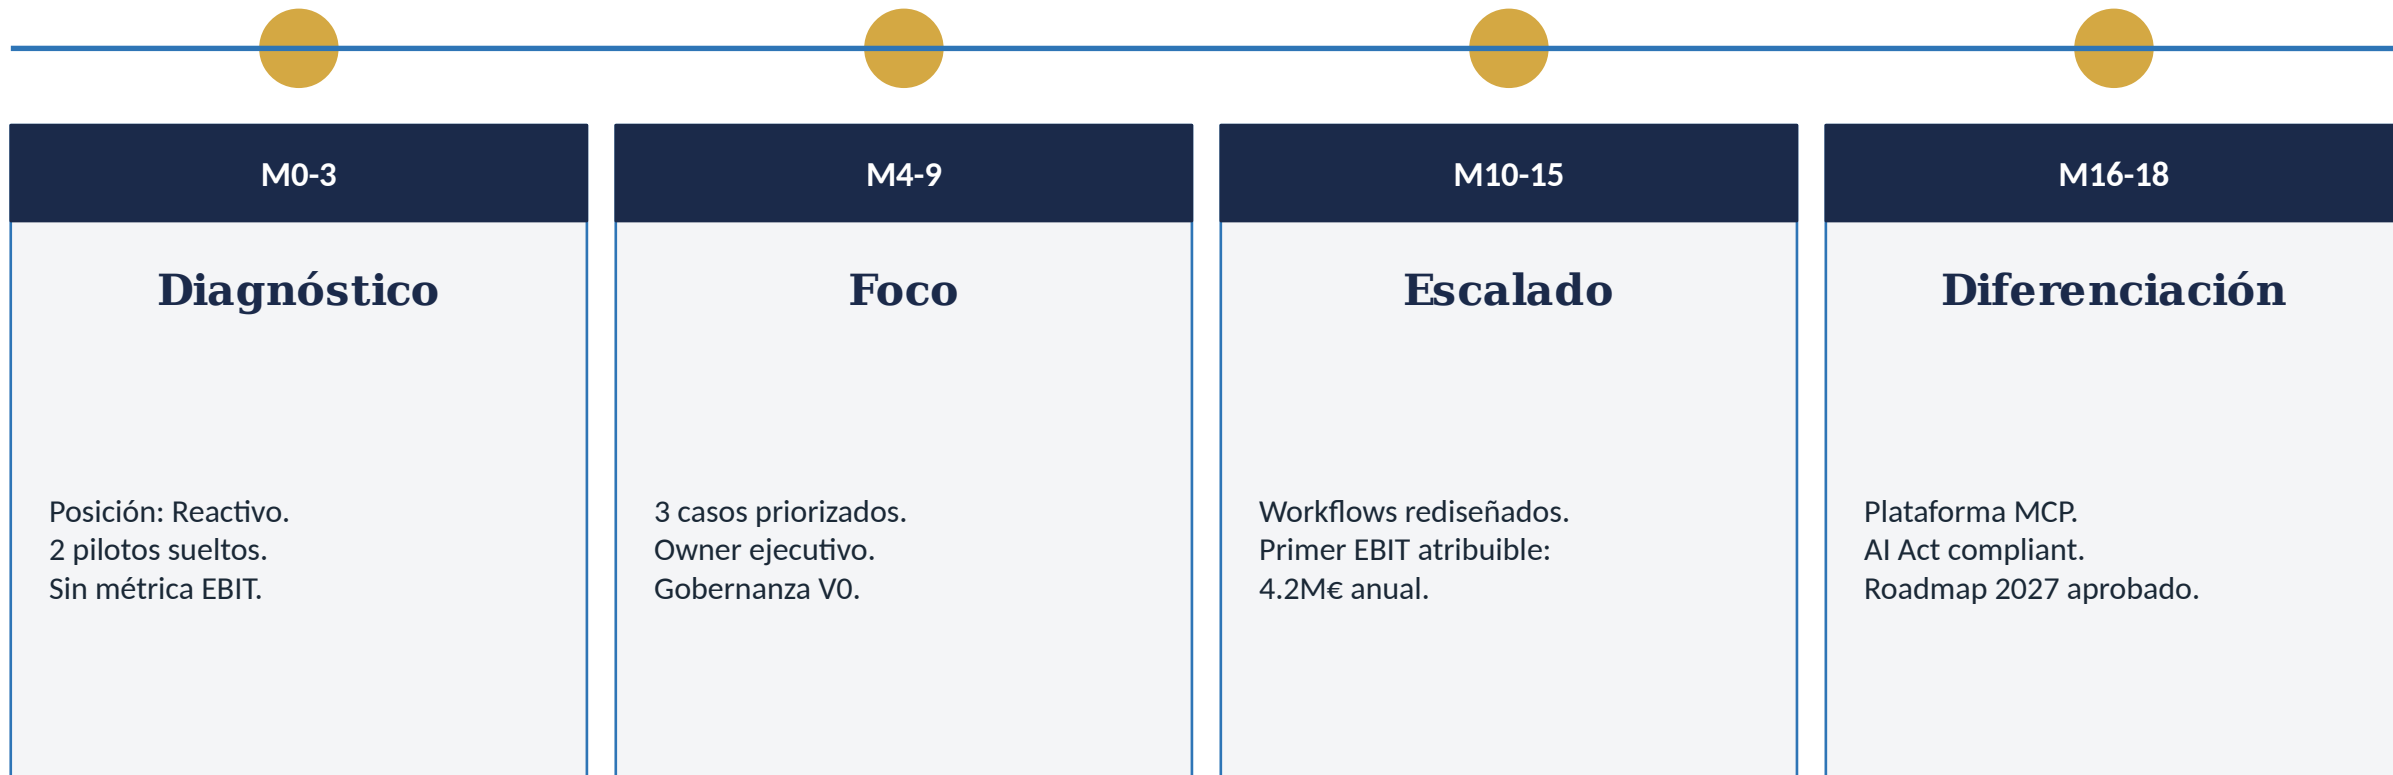 M0-3
Diagnóstico
Posición: Reactivo.
2 pilotos sueltos.
Sin métrica EBIT.
M4-9
Foco
3 casos priorizados.
Owner ejecutivo.
Gobernanza V0.
M10-15
Escalado
Workflows rediseñados.
Primer EBIT atribuible:
4.2M€ anual.
M16-18
Diferenciación
Plataforma MCP.
AI Act compliant.
Roadmap 2027 aprobado.